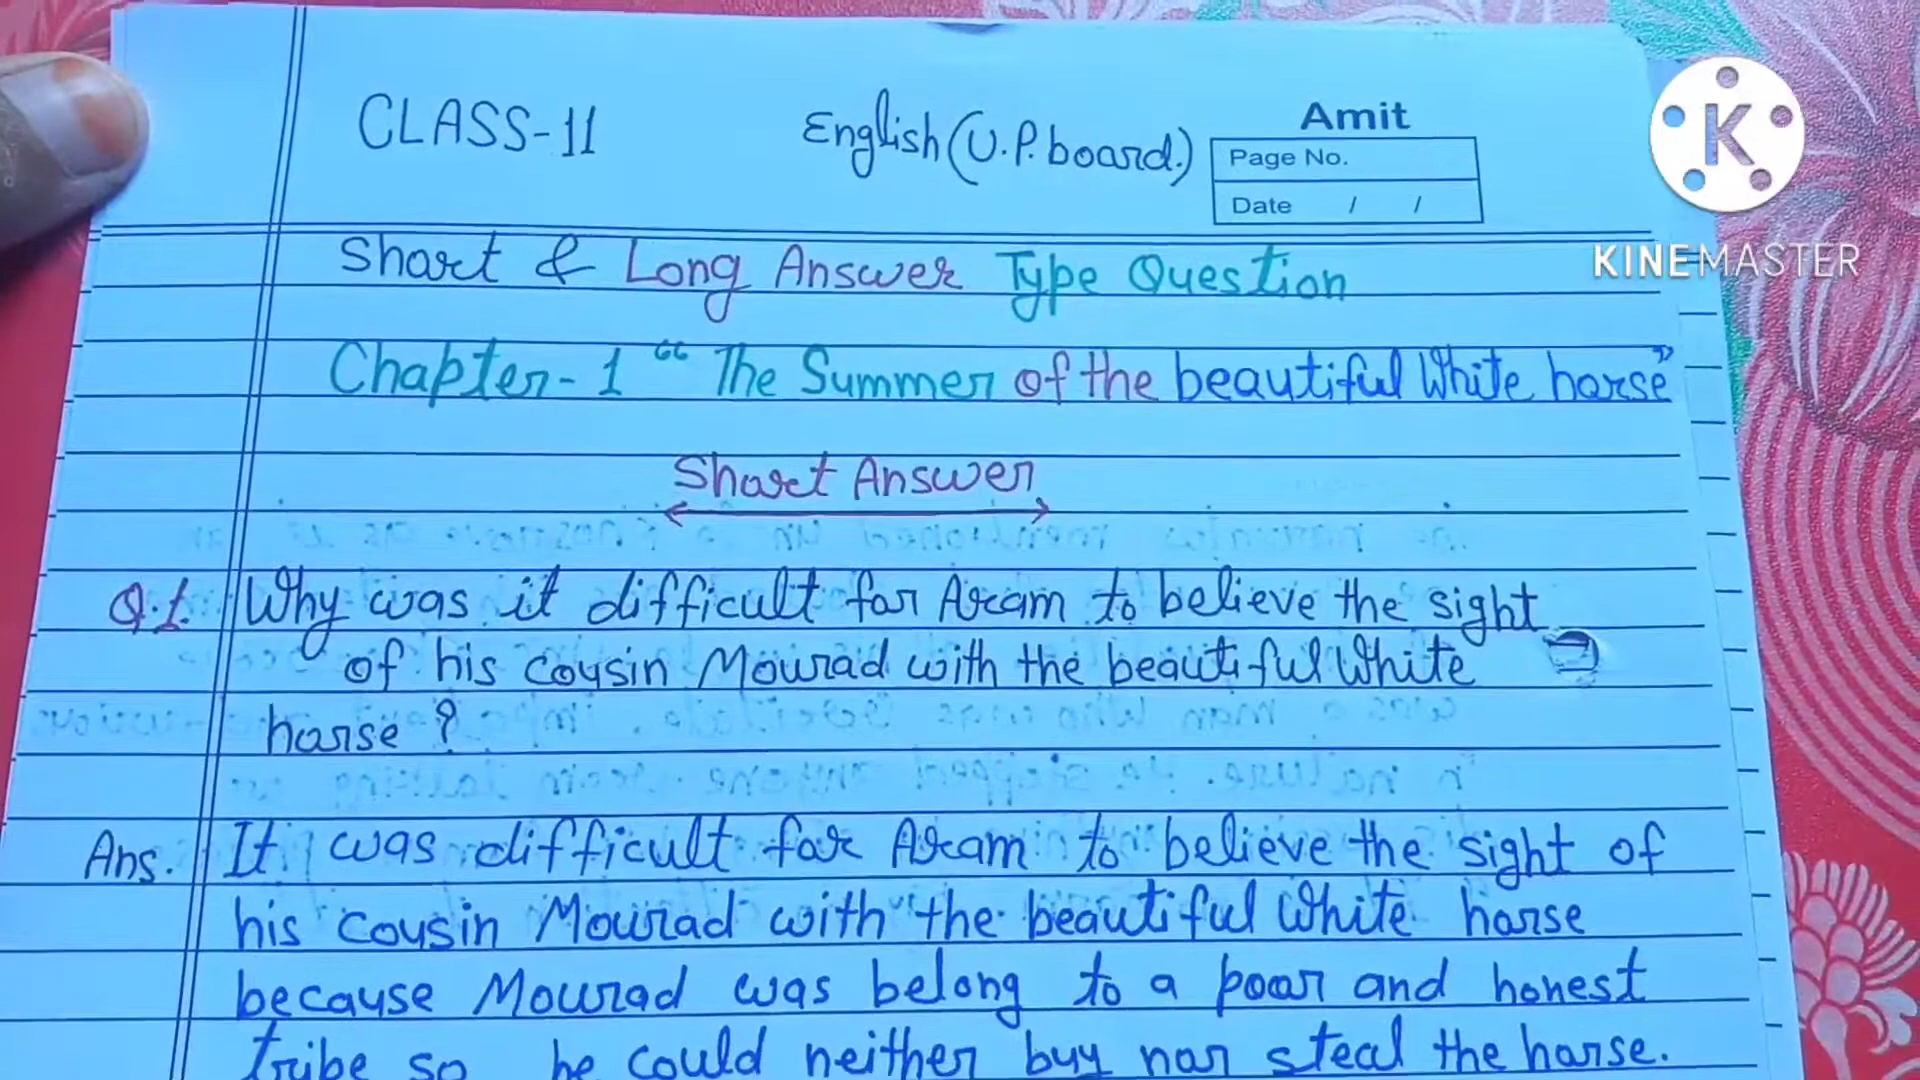 CLASS-11 English (U.P. board.)
Amit
Page No.
Date / /
K
KINEMASTER
Short & Long Answer Type Question
Chapter-1 "The Summer of the beautiful White horse"
Short Answer
Q.1. Why was it difficult for Aram to believe the sight
of his cousin Mourad with the beautiful White
horse ?
Ans. It was difficult for Aram to believe the sight of
his cousin Mourad with the beautiful White horse
because Mourad was belong to a poor and honest
tribe so he could neither buy nor steal the horse.